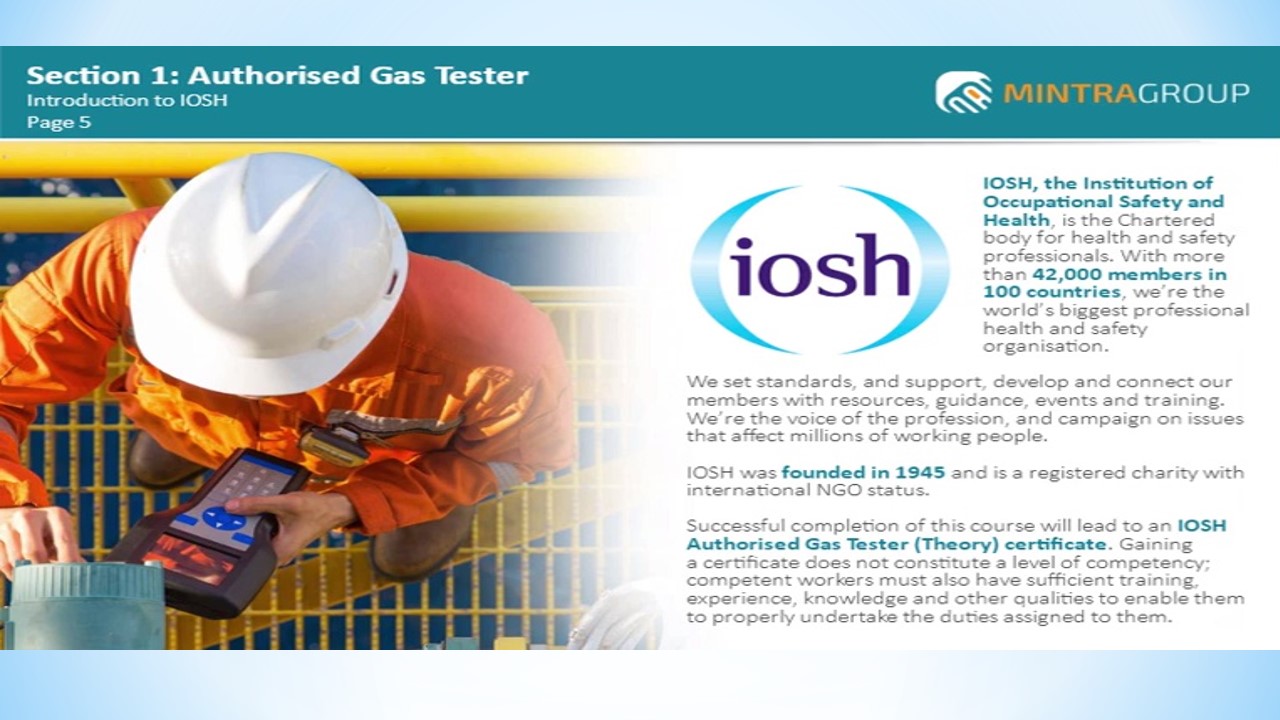 Section 1: Authorised Gas Tester
Introduction to IOSH
Page 5
MINTRAGROUP
iosh
IOSH, the Institution of
Occupational Safety and
Health, is the Chartered
body for health and safety
professionals. With more
than 42,000 members in
100 countries, we're the
world's biggest professional
health and safety
organisation.
We set standards, and support, develop and connect our
members with resources, guidance, events and training.
We're the voice of the profession, and campaign on issues
that affect millions of working people.
IOSH was founded in 1945 and is a registered charity with
international NGO status.
Successful completion of this course will lead to an IOSH
Authorised Gas Tester (Theory) certificate. Gaining
a certificate does not constitute a level of competency;
competent workers must also have sufficient training,
experience, knowledge and other qualities to enable them
to properly undertake the duties assigned to them.